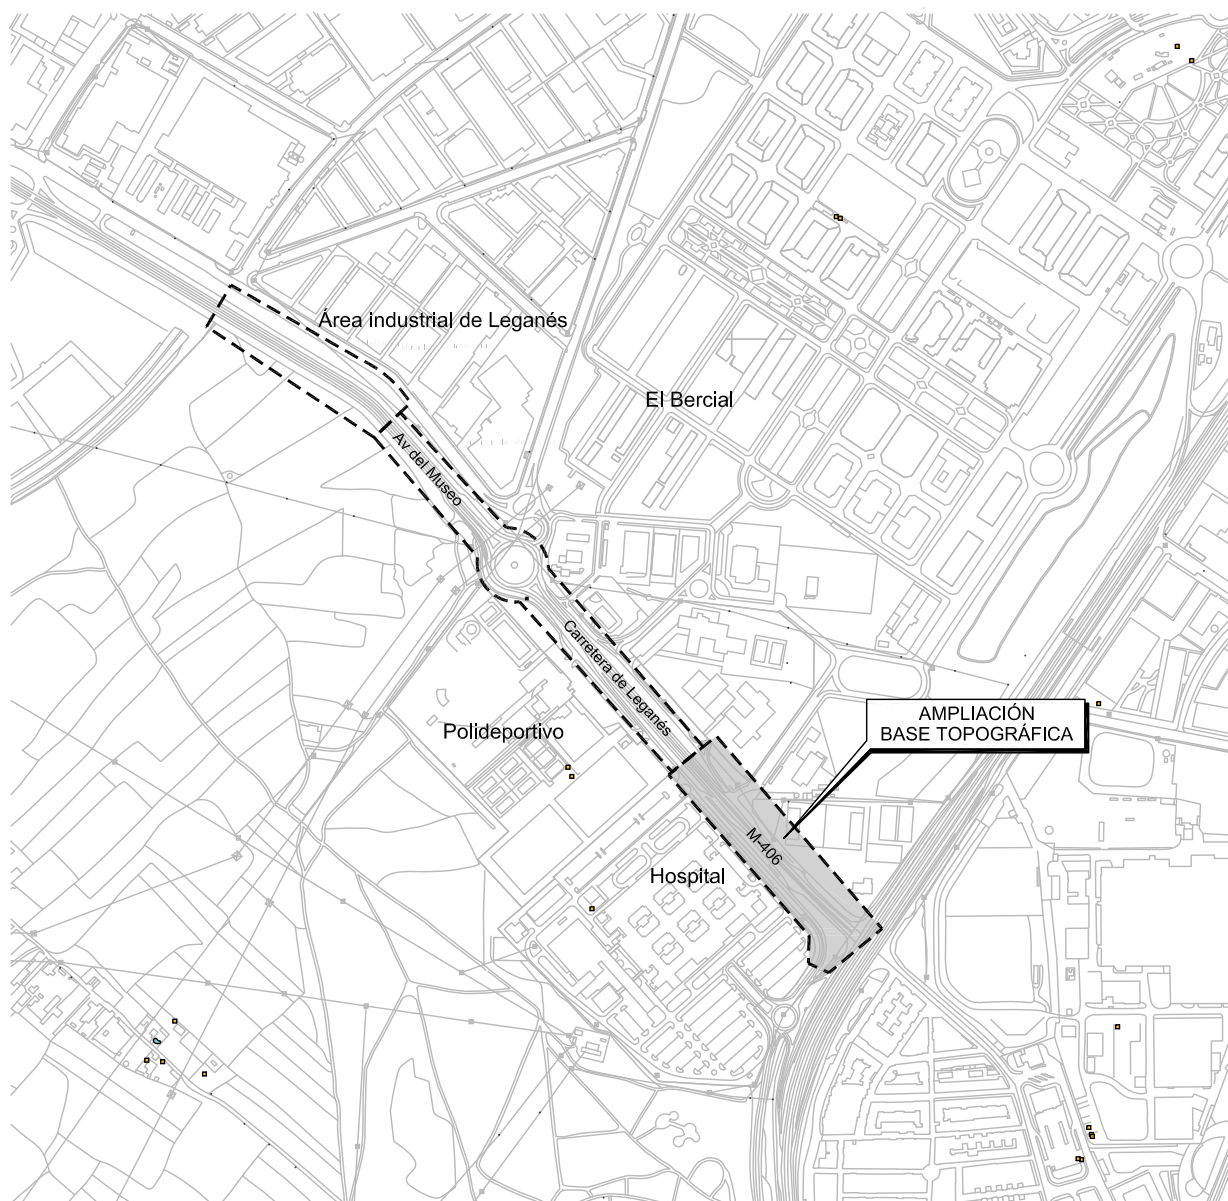 Área industrial de Leganés
El Bercial
Av del Museo
Carretera de Leganés
AMPLIACIÓN
BASE TOPOGRÁFICA
Polideportivo
M-406
Hospital